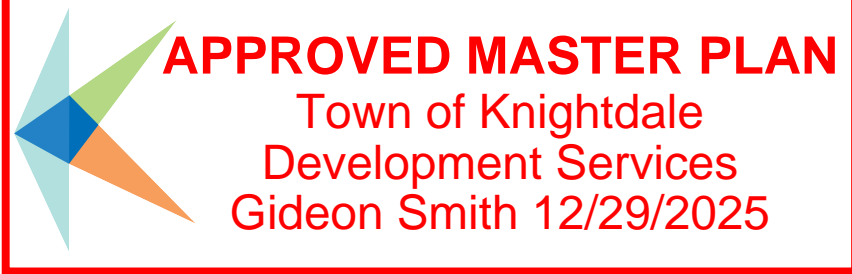 APPROVED MASTER PLAN
Town of Knightdale
Development Services
Gideon Smith 12/29/2025